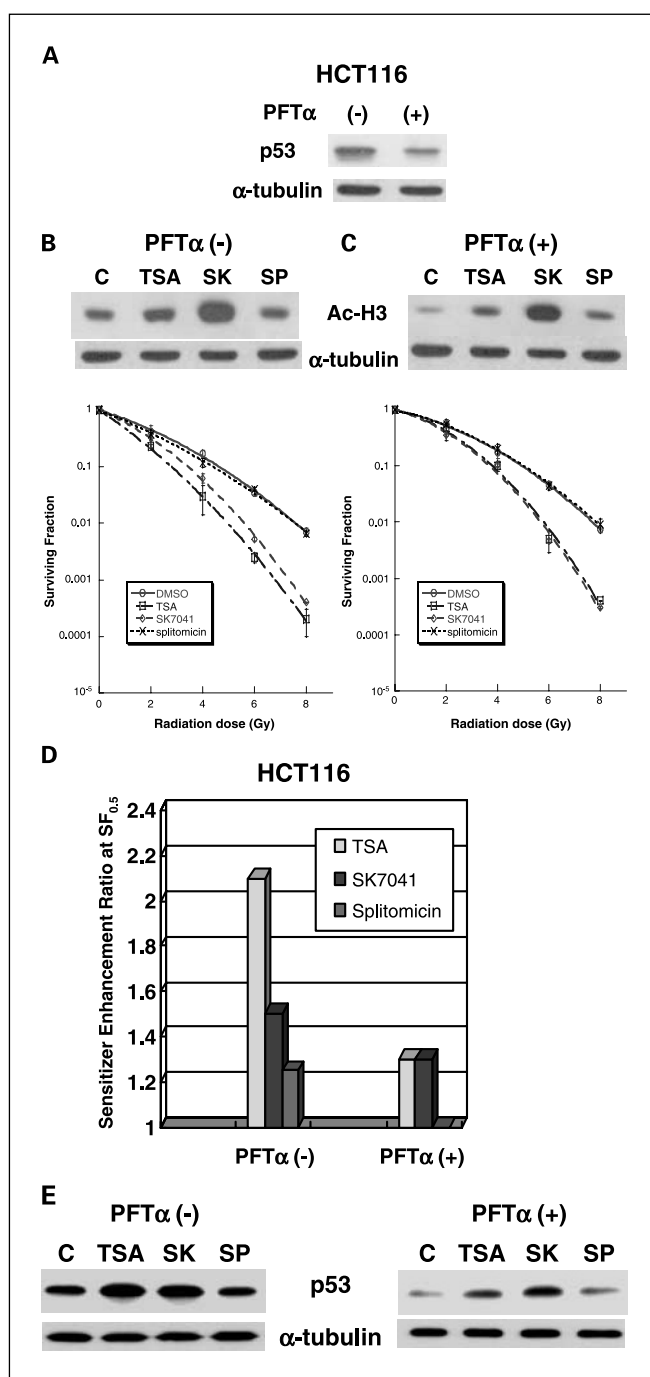 A
HCT116
PFTα (-) (+)
p53
α-tubulin
B
PFTα (-)
C TSA SK SP
C
PFTα (+)
C TSA SK SP
Ac-H3
α-tubulin
Surviving Fraction
1
0.1
0.01
0.001
0.0001
10-5
DMSO
TSA
SK7041
splitomicin
0 2 4 6 8
Radiation dose (Gy)
Surviving Fraction
1
0.1
0.01
0.001
0.0001
10-5
DMSO
TSA
SK7041
splitomicin
0 2 4 6 8
Radiation dose (Gy)
D
HCT116
Sensitizer Enhancement Ratio at SF0.5
2.4
2.2
2
1.8
1.6
1.4
1.2
1
TSA
SK7041
Splitomicin
PFTα (-) PFTα (+)
E
PFTα (-)
C TSA SK SP
PFTα (+)
C TSA SK SP
p53
α-tubulin